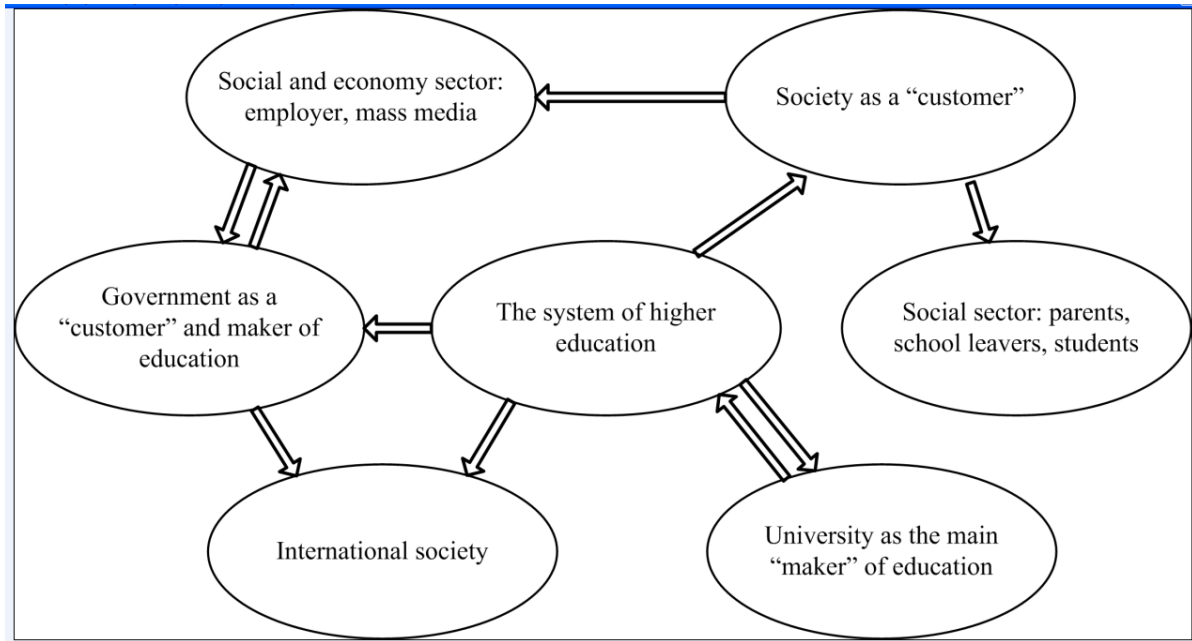 Social and economy sector:
employer, mass media
Society as a “customer”
Government as a
“customer” and maker of
education
The system of higher
education
Social sector: parents,
school leavers, students
International society
University as the main
“maker” of education